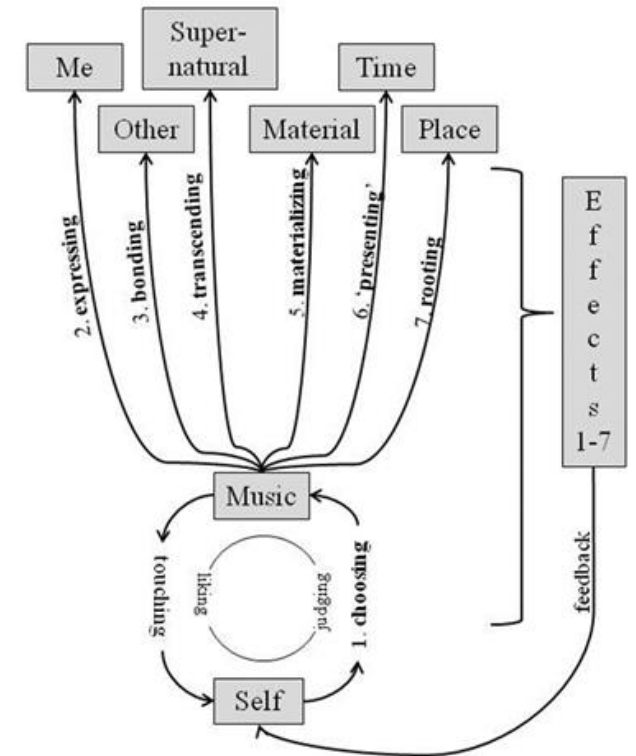 Super-
natural
Me
Time
Other
Material
Place
2. expressing
3. bonding
4. transcending
5. materializing
6. ‘presenting’
7. rooting
E
f
f
e
c
t
s
1-7
Music
touching
liking
judging
1. choosing
feedback
Self